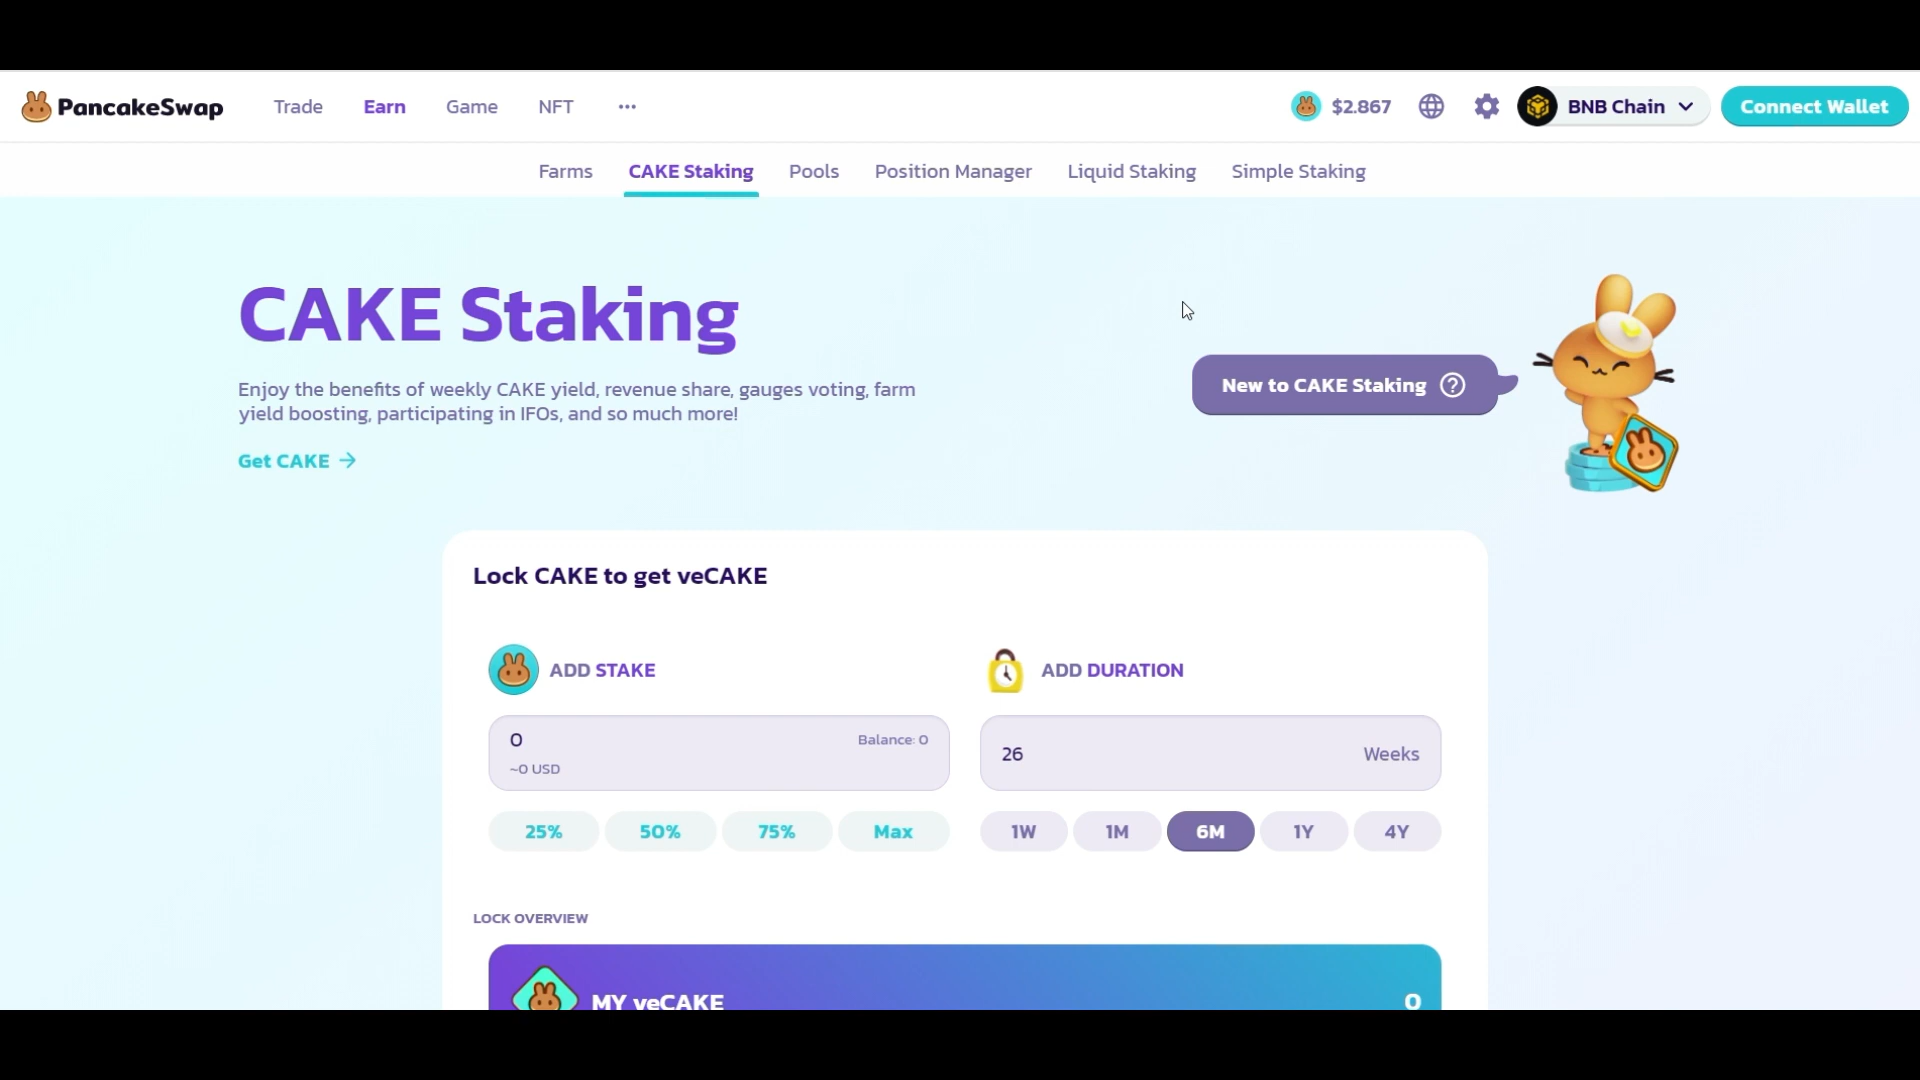 PancakeSwap
Trade
Earn
Game
NFT
$2.867
BNB Chain
Connect Wallet
Farms
CAKE Staking
Pools
Position Manager
Liquid Staking
Simple Staking
CAKE Staking
Enjoy the benefits of weekly CAKE yield, revenue share, gauges voting, farm
yield boosting, participating in IFOs, and so much more!
Get CAKE
New to CAKE Staking
Lock CAKE to get veCAKE
ADD STAKE
0
Balance: 0
~0 USD
25%
50%
75%
Max
ADD DURATION
26
Weeks
1W
1M
6M
1Y
4Y
LOCK OVERVIEW
MY veCAKE
0